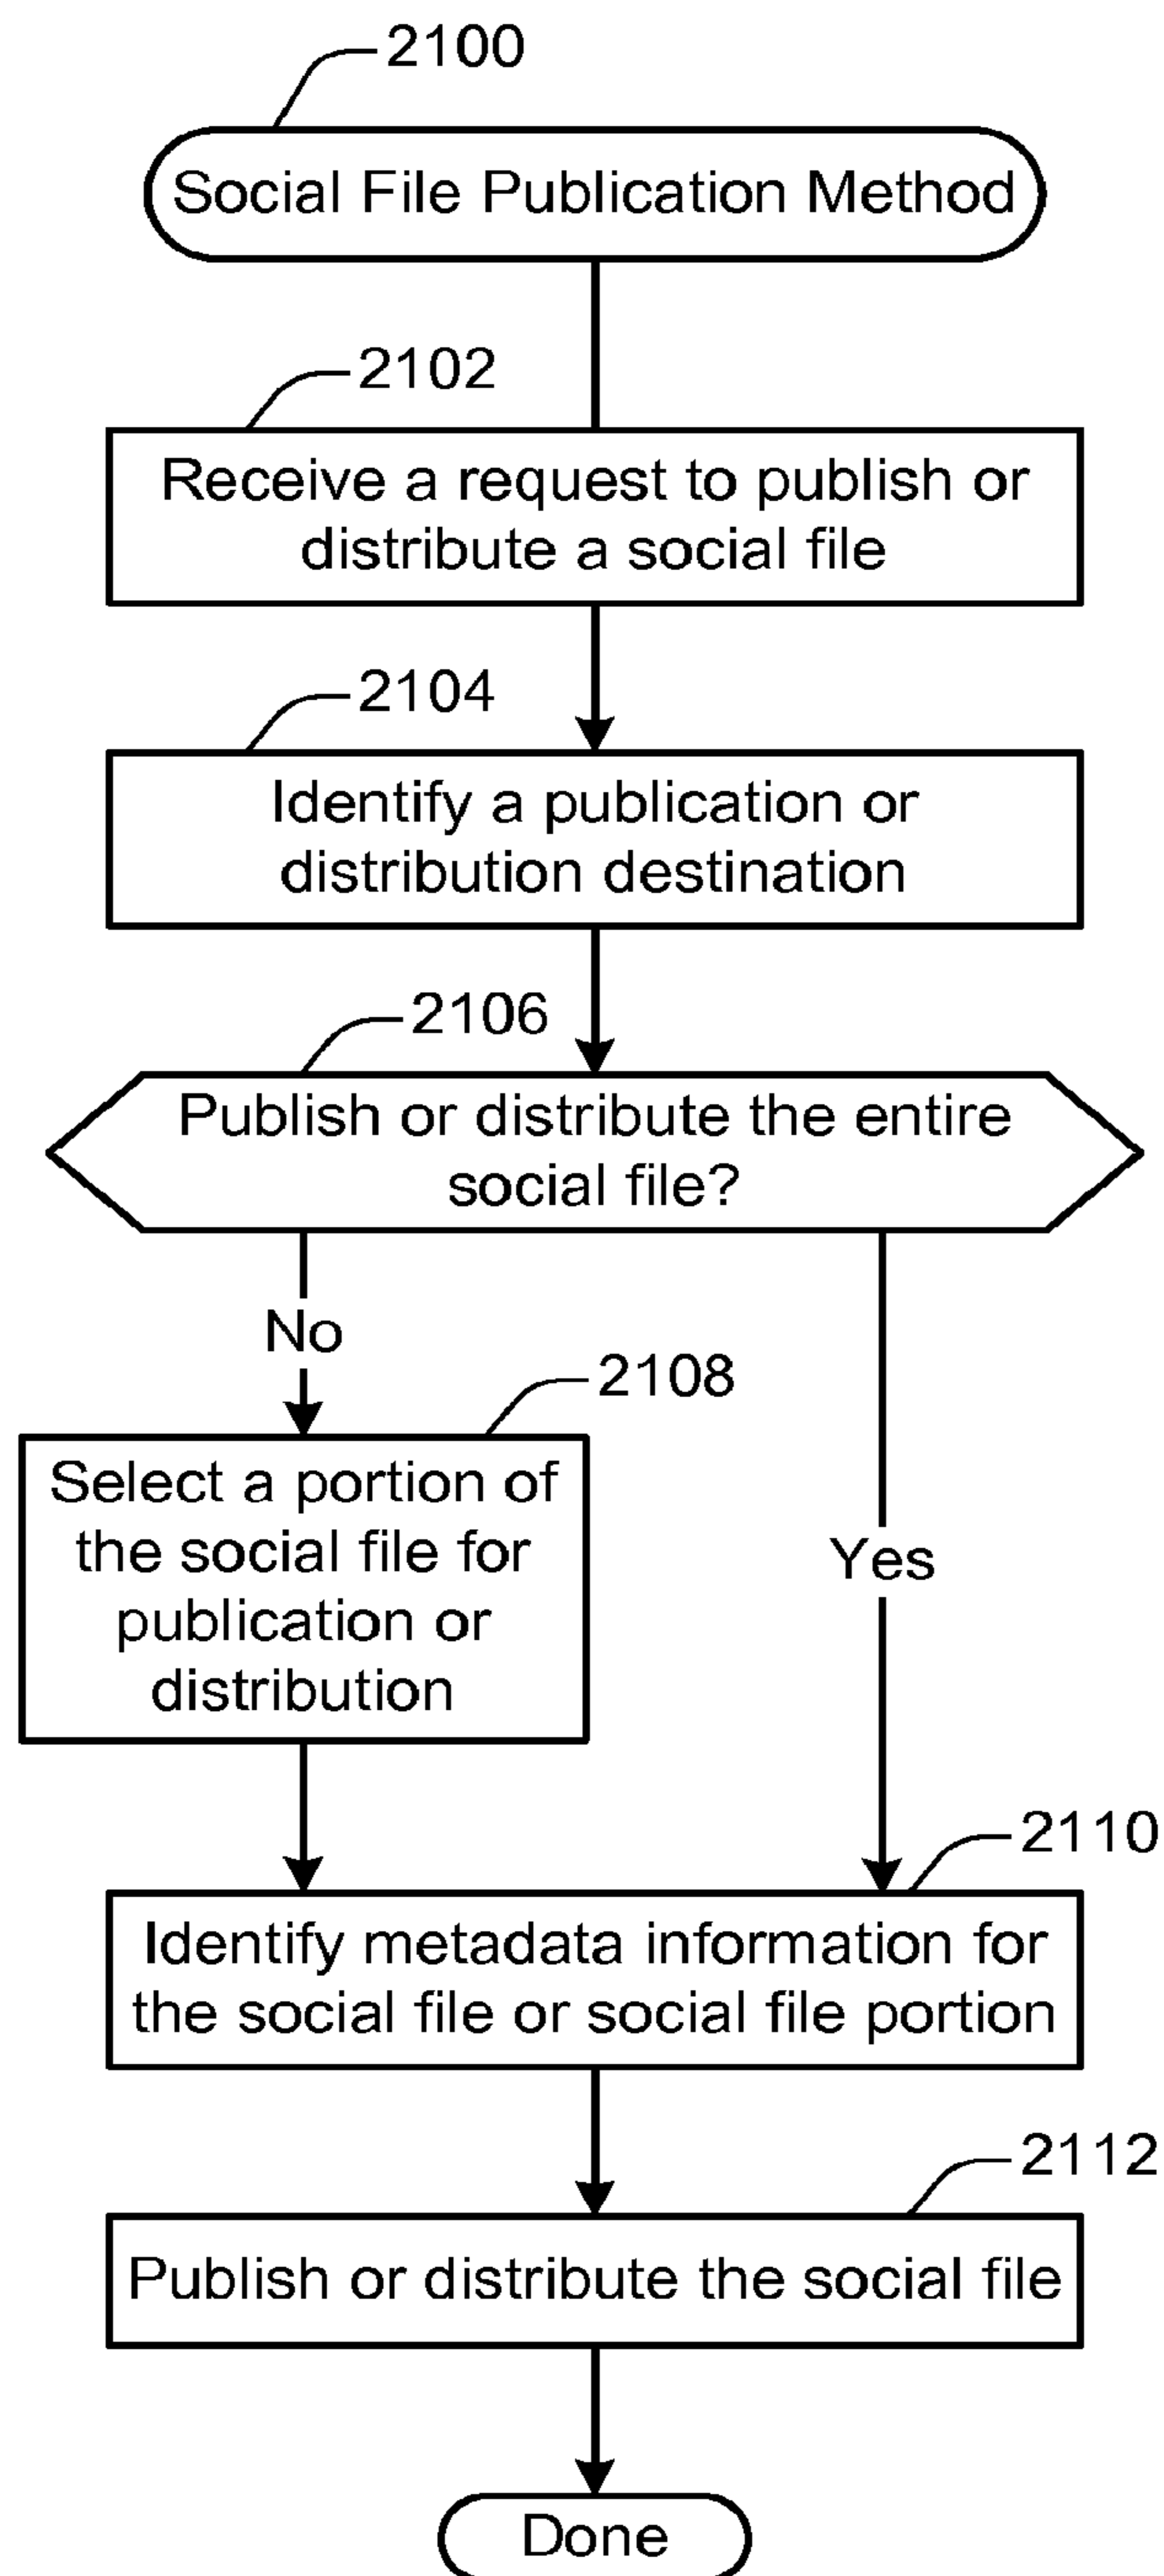 2100
Social File Publication Method
2102
Receive a request to publish or
distribute a social file
2104
Identify a publication or
distribution destination
2106
Publish or distribute the entire
social file?
No
2108
Select a portion of
the social file for
publication or
distribution
Yes
2110
Identify metadata information for
the social file or social file portion
2112
Publish or distribute the social file
Done